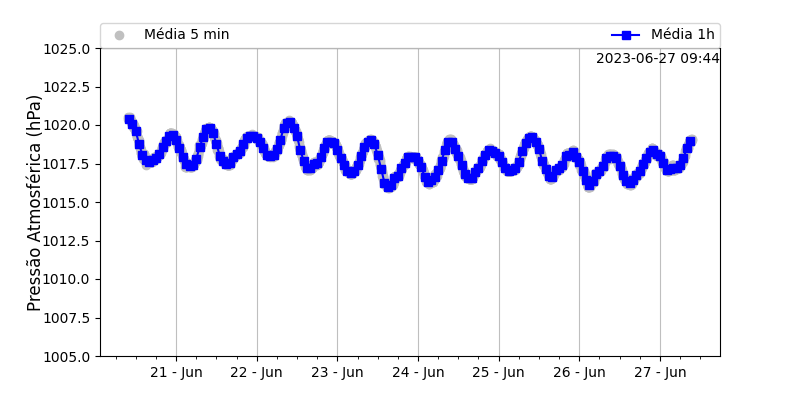 Média 5 min
Média 1h
2023-06-27 09:44
Pressão Atmosférica (hPa)
1025.0
1022.5
1020.0
1017.5
1015.0
1012.5
1010.0
1007.5
1005.0
21 - Jun
22 - Jun
23 - Jun
24 - Jun
25 - Jun
26 - Jun
27 - Jun